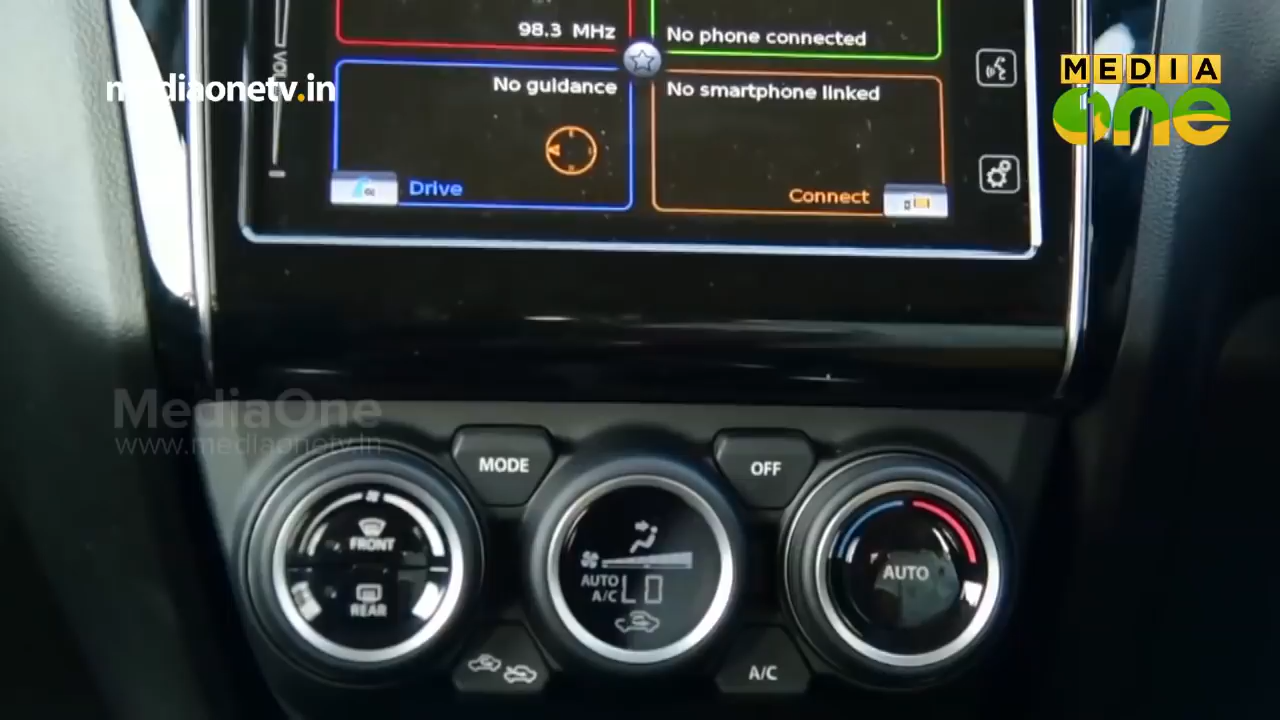 98.3 MHz
No phone connected
VOL
mediaonetv.in
MEDIA
one
No guidance
No smartphone linked
Drive
Connect
MediaOne
www.mediaonetv.in
MODE
OFF
FRONT
REAR
AUTO
A/C LO
AUTO
A/C